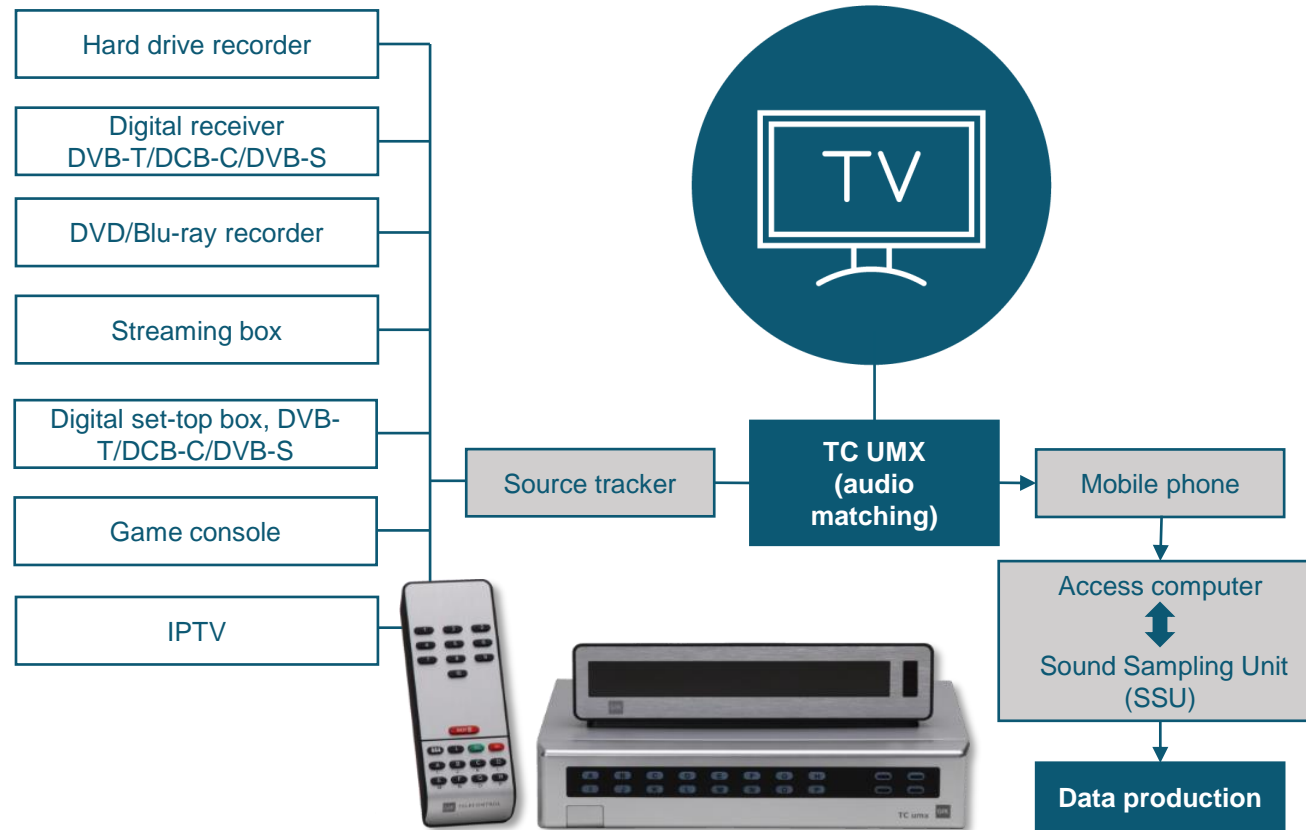 Hard drive recorder
Digital receiver
DVB-T/DCB-C/DVB-S
DVD/Blu-ray recorder
Streaming box
Digital set-top box, DVB-
T/DCB-C/DVB-S
Game console
IPTV
Source tracker
TV
TC UMX
(audio
matching)
Mobile phone
Access computer
Sound Sampling Unit
(SSU)
Data production
TELECONTROL
A B C D E F G H
TC umx
GfK